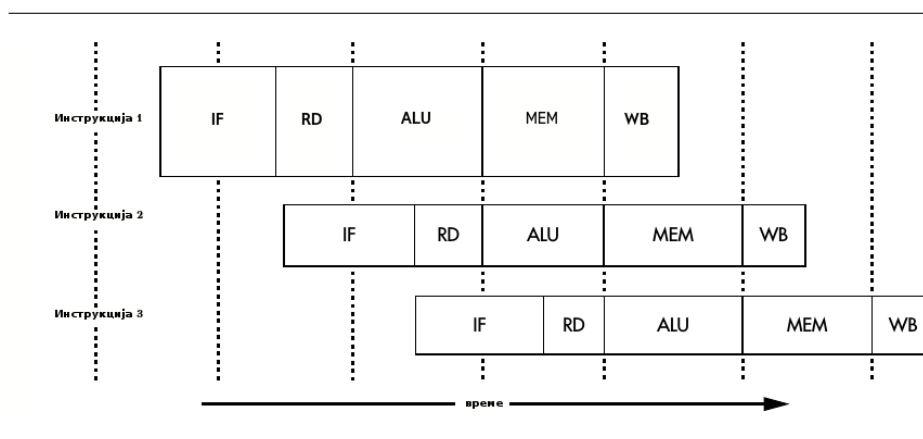 Инструкција 1
IF RD ALU MEM WB
Инструкција 2
IF RD ALU MEM WB
Инструкција 3
IF RD ALU MEM WB
време